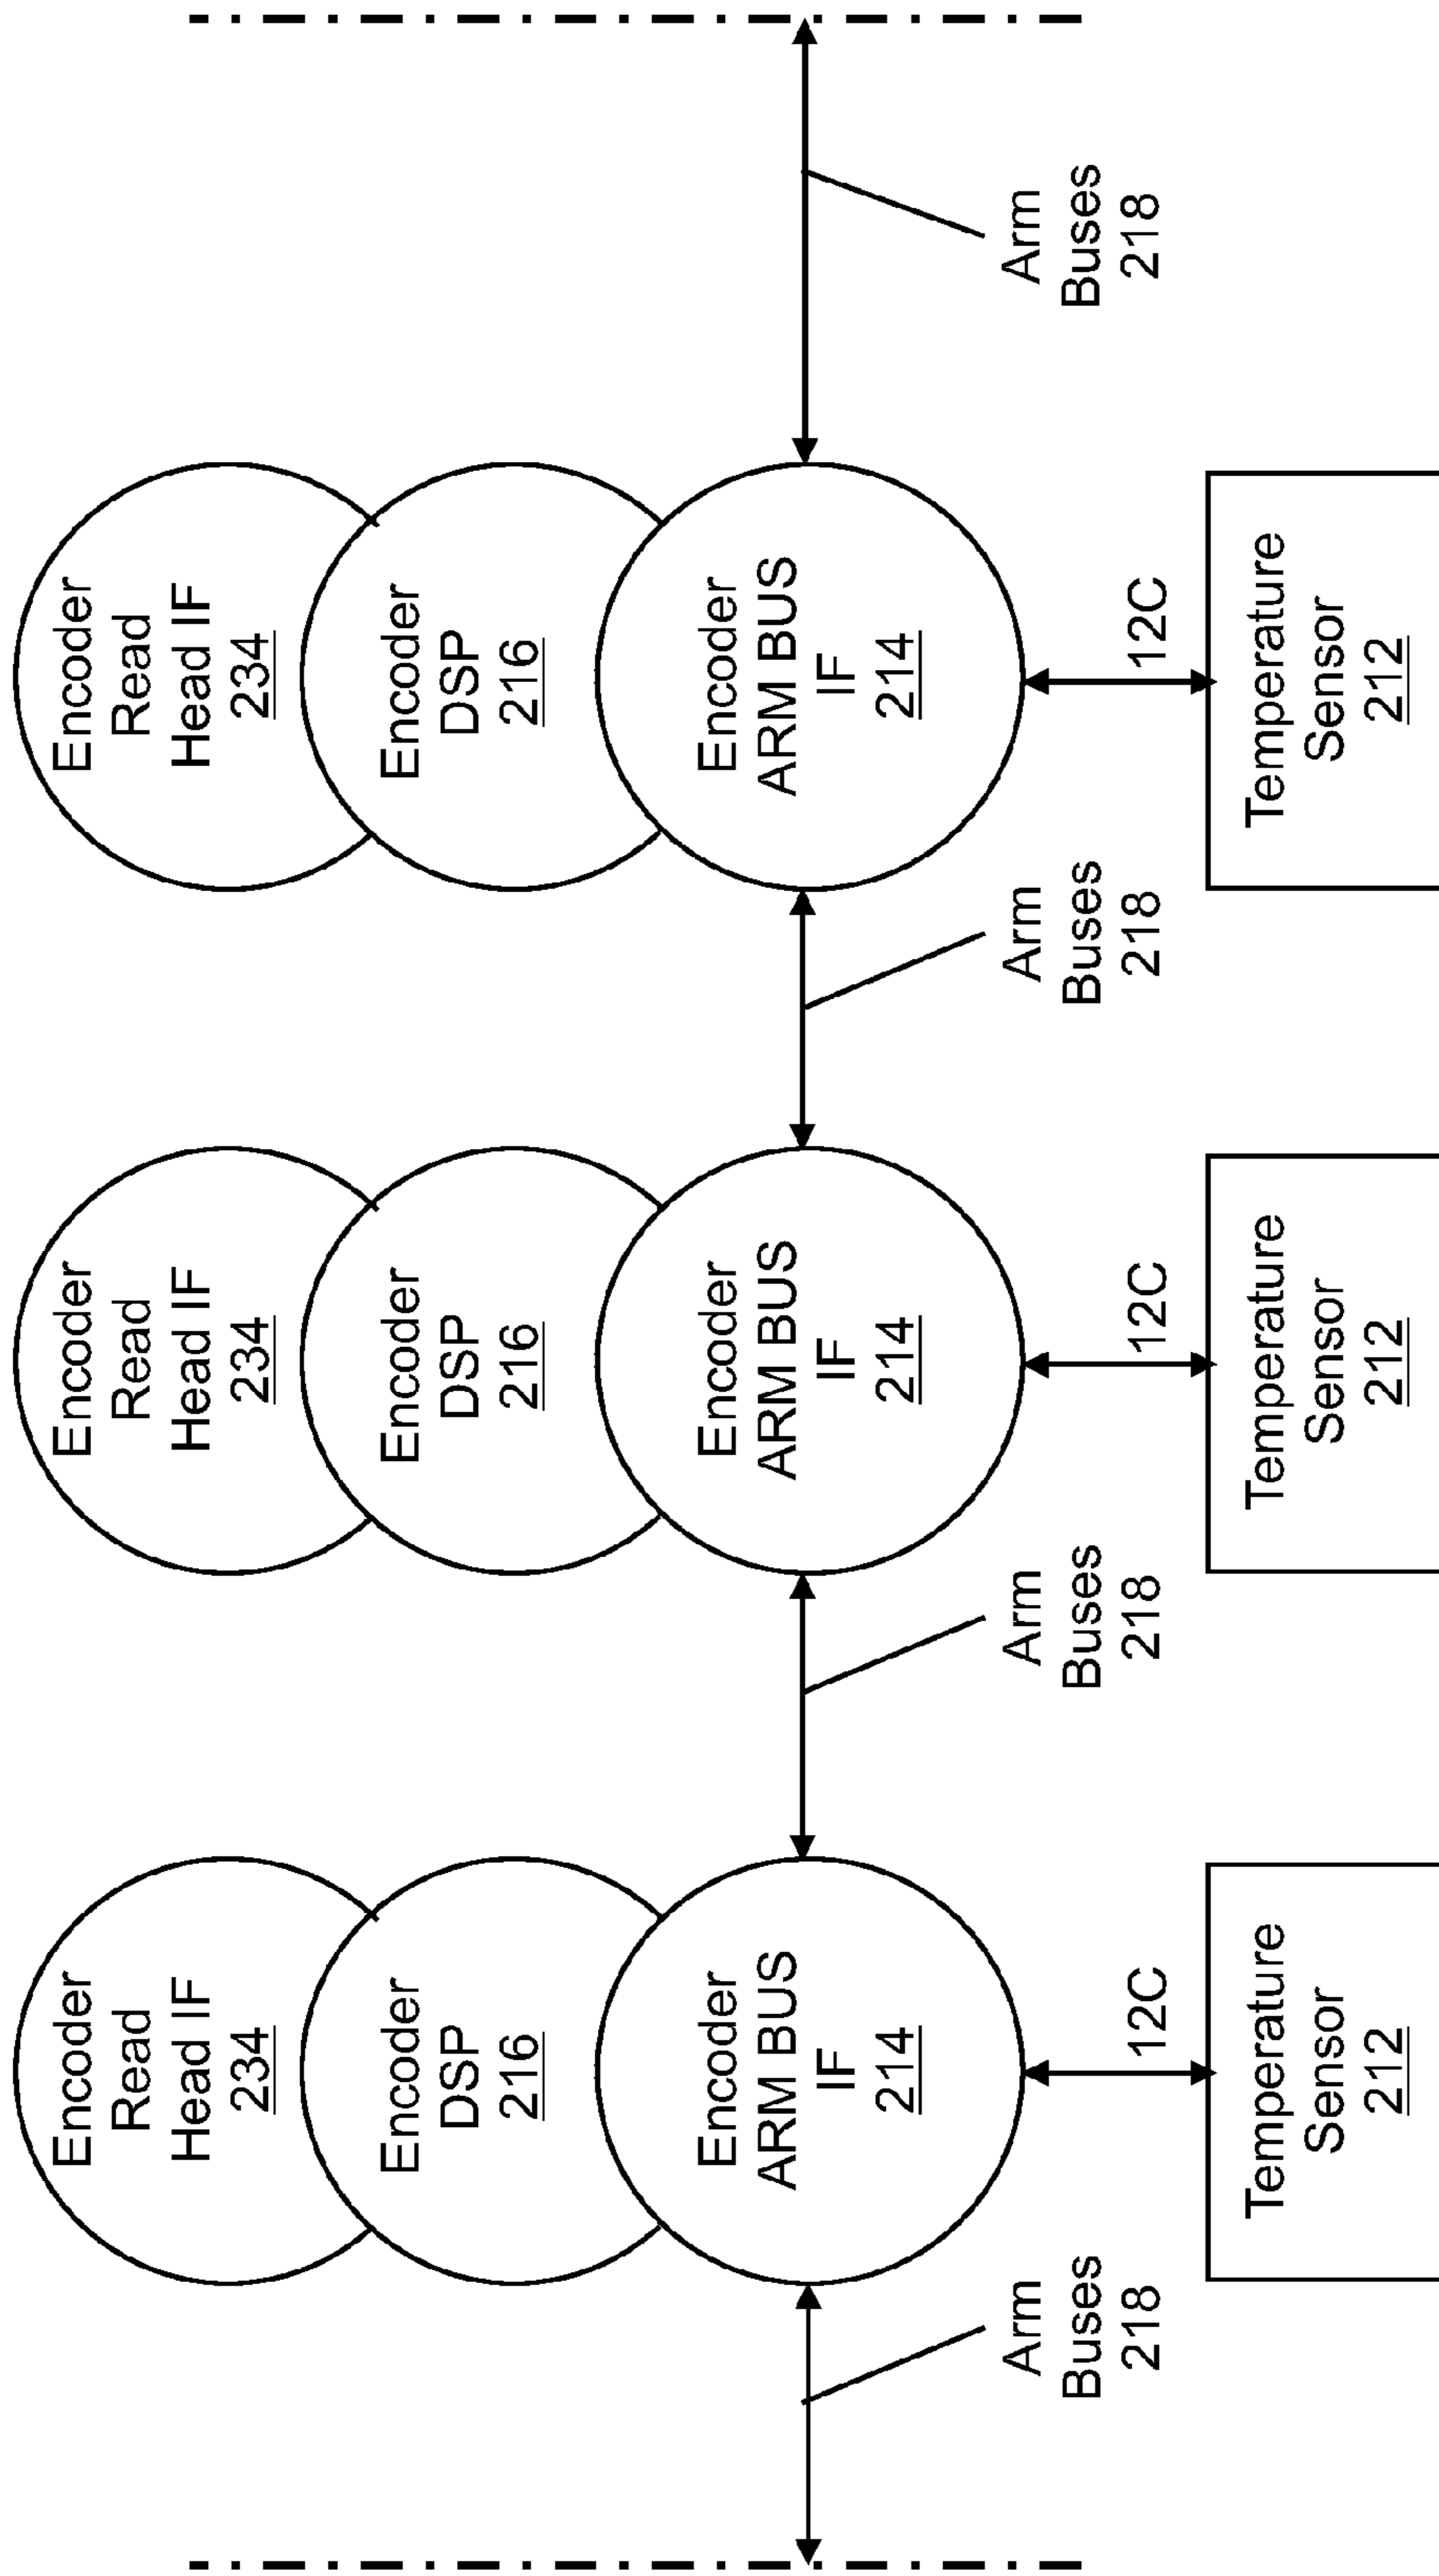 Encoder
Read
Head IF
234
Encoder
DSP
216
Encoder
ARM BUS
IF
214
Arm
Buses
218
12C
Temperature
Sensor
212
Encoder
Read
Head IF
234
Encoder
DSP
216
Encoder
ARM BUS
IF
214
Arm
Buses
218
12C
Temperature
Sensor
212
Encoder
Read
Head IF
234
Encoder
DSP
216
Encoder
ARM BUS
IF
214
Arm
Buses
218
12C
Temperature
Sensor
212
Arm
Buses
218